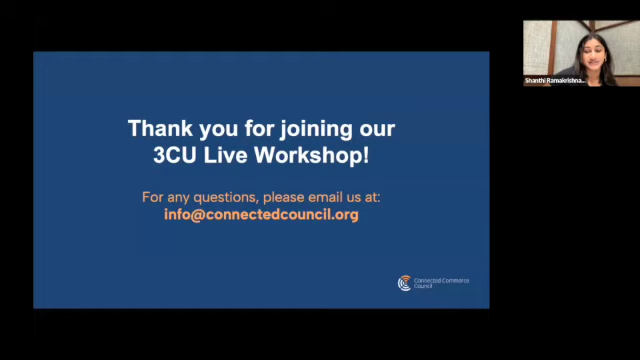 Thank you for joining our
3CU Live Workshop!
For any questions, please email us at:
info@connectedcouncil.org
Connected Commerce
Council
Shanthi Ramakrishna...